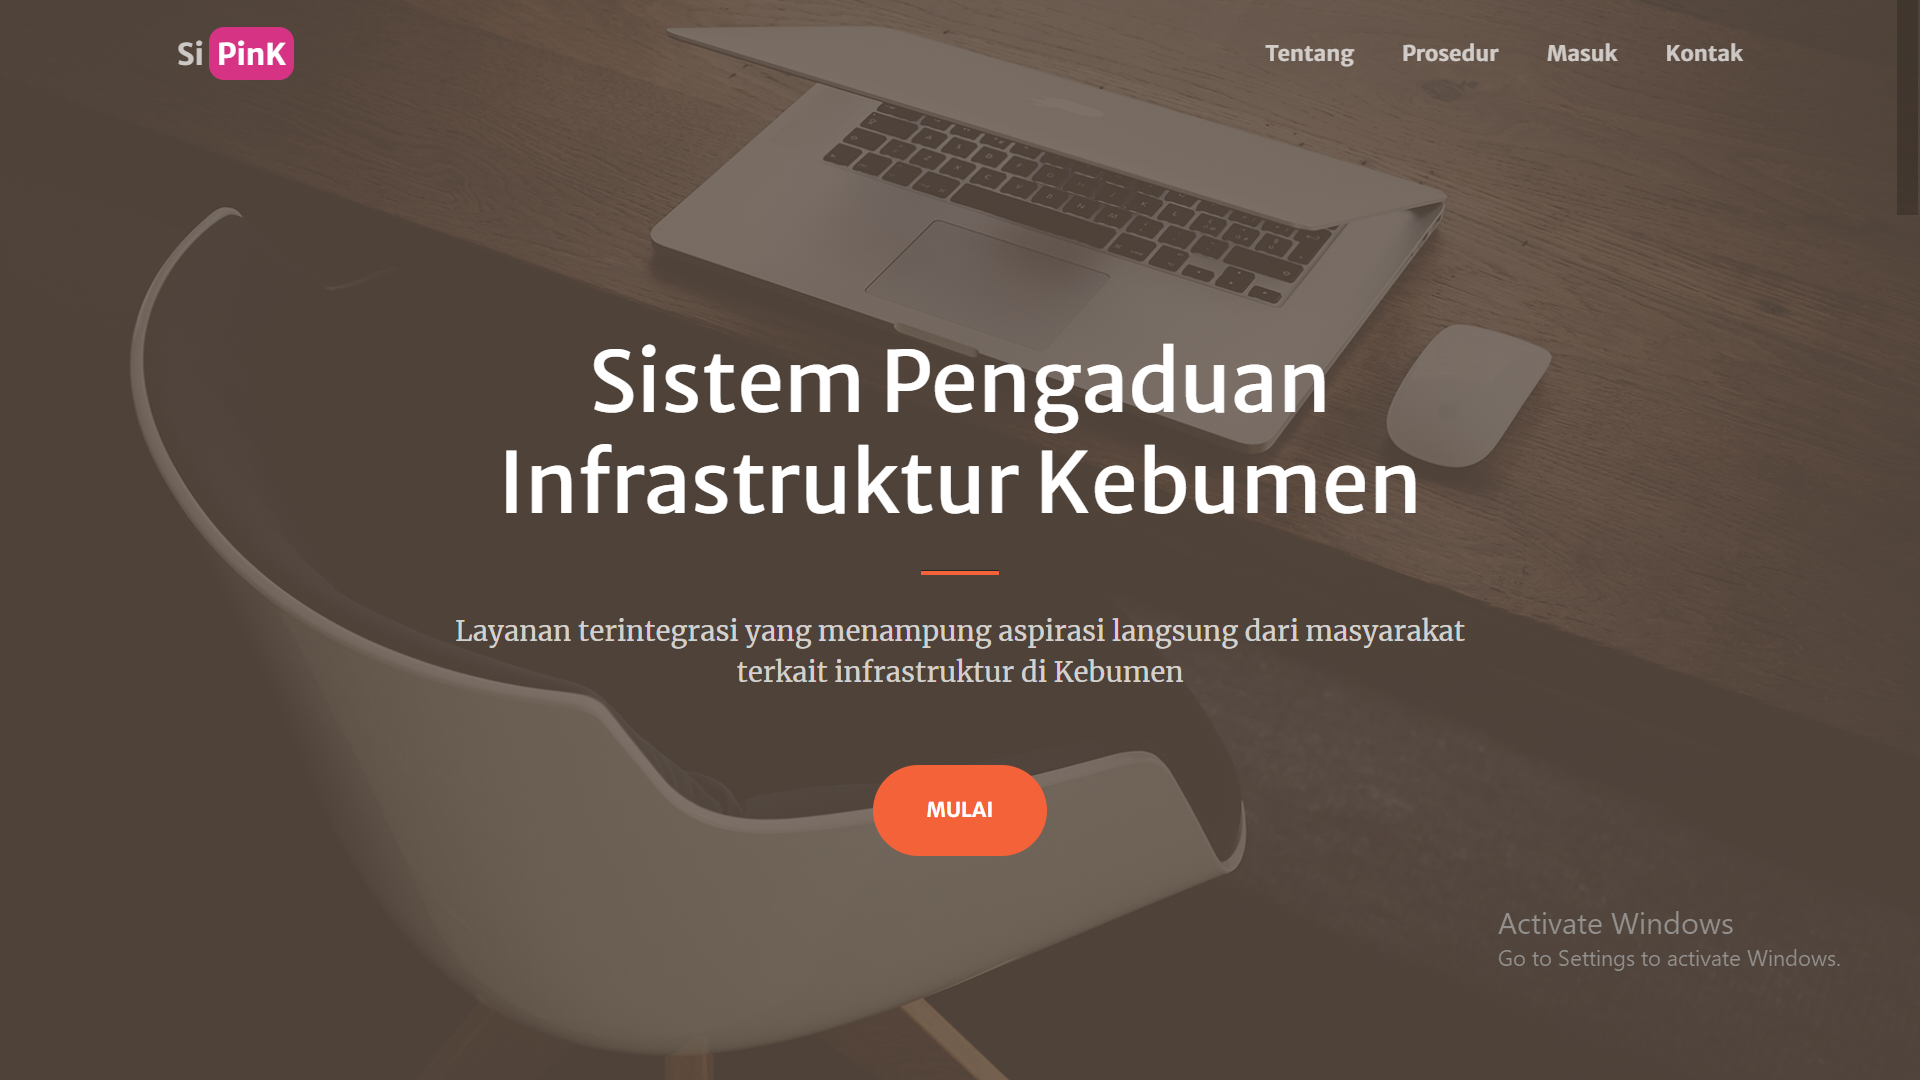 Si PinK
Tentang Prosedur Masuk Kontak
Sistem Pengaduan
Infrastruktur Kebumen
Layanan terintegrasi yang menampung aspirasi langsung dari masyarakat
terkait infrastruktur di Kebumen
MULAI
Activate Windows
Go to Settings to activate Windows.